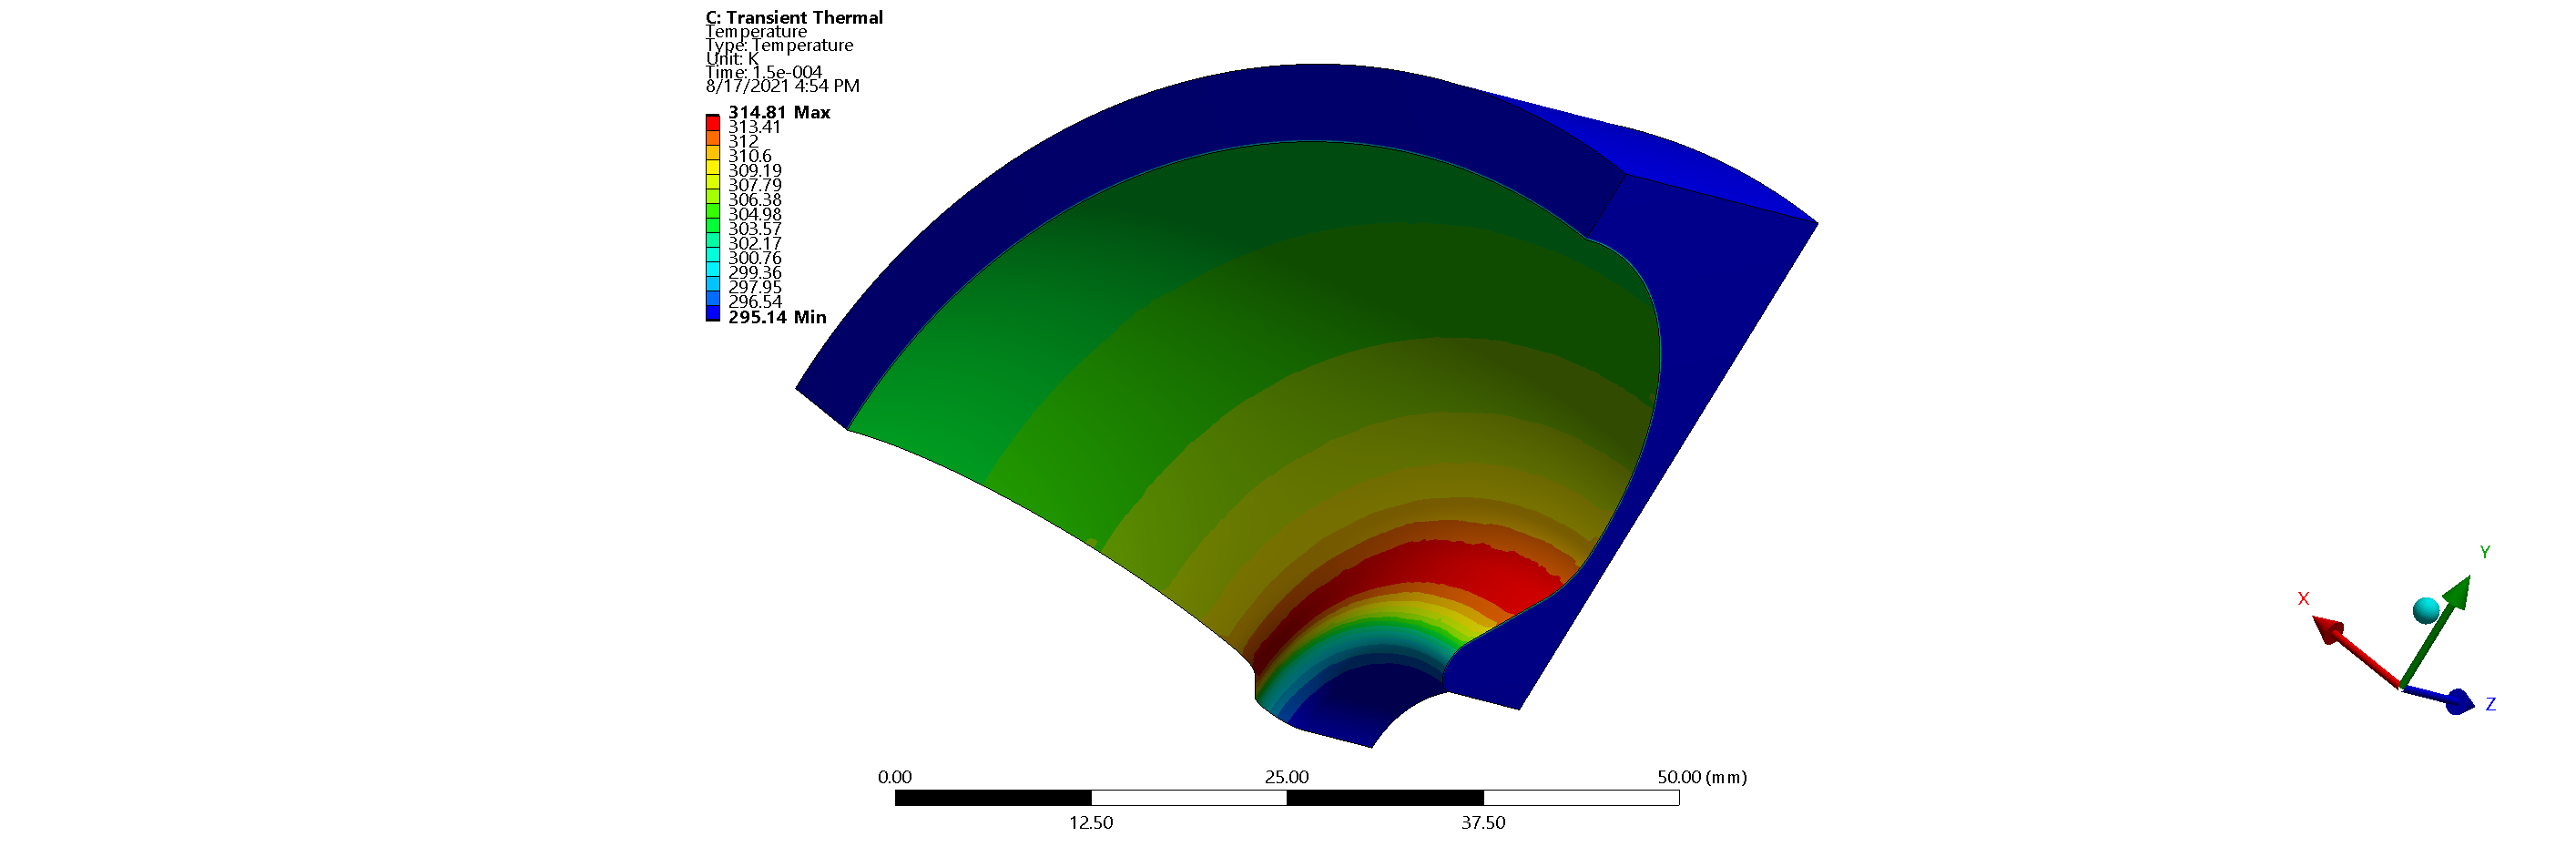 C: Transient Thermal
Temperature
Type: Temperature
Unit: K
Time: 1.5e-004
8/17/2021 4:54 PM
314.81 Max
313.41
312
310.6
309.19
307.79
306.38
304.98
303.57
302.17
300.76
299.36
297.95
296.54
295.14 Min
Y
X
Z
0.00 25.00 50.00 (mm)
12.50 37.50